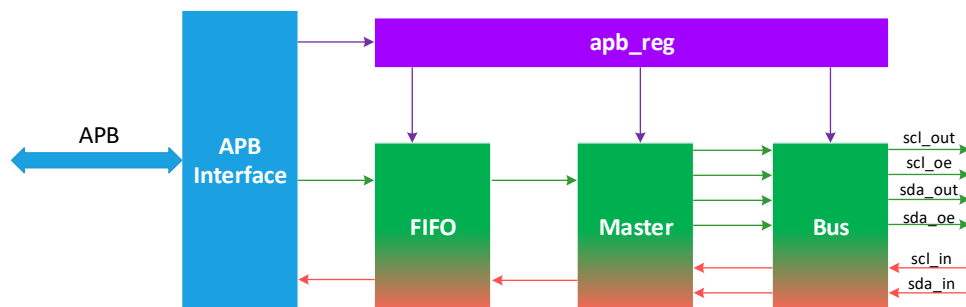 apb_reg
APB
APB
Interface
FIFO
Master
Bus
scl_out
scl_oe
sda_out
sda_oe
scl_in
sda_in